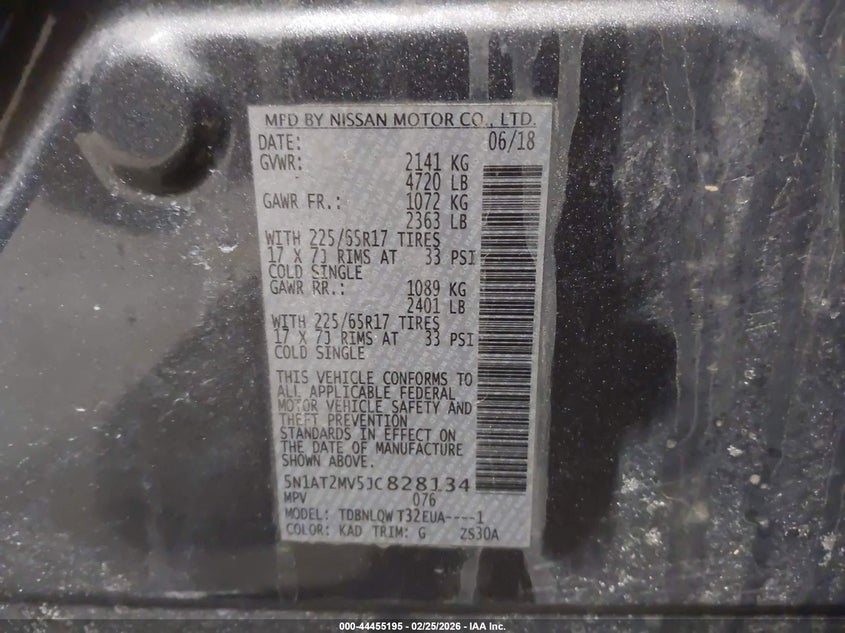 MFD BY NISSAN MOTOR CO., LTD.
DATE: 06/18
GVWR: 2141 KG
4720 LB
GAWR FR.: 1072 KG
2363 LB
WITH 225/65R17 TIRES
17 X 7J RIMS AT 33 PSI
COLD SINGLE
GAWR RR.: 1089 KG
2401 LB
WITH 225/65R17 TIRES
17 X 7J RIMS AT 33 PSI
COLD SINGLE
THIS VEHICLE CONFORMS TO
ALL APPLICABLE FEDERAL
MOTOR VEHICLE SAFETY AND
THEFT PREVENTION
STANDARDS IN EFFECT ON
THE DATE OF MANUFACTURE
SHOWN ABOVE.
5N1AT2MV5JC828134
MPV 076
MODEL: TDBNLQW T32EUA----1
COLOR: KAD TRIM: G ZS30A
000-44455195 - 02/25/2026 - IAA Inc.